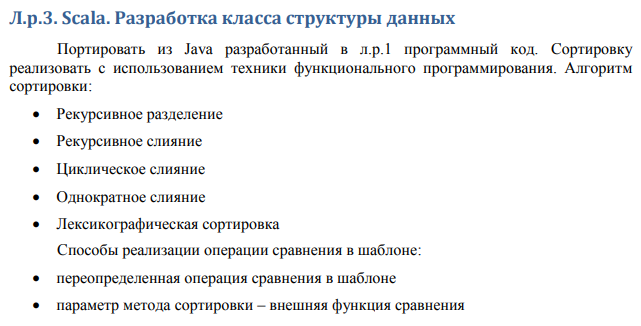 Л.р.3. Scala. Разработка класса структуры данных
Портировать из Java разработанный в л.р.1 программный код. Сортировку
реализовать с использованием техники функционального программирования. Алгоритм
сортировки:
• Рекурсивное разделение
• Рекурсивное слияние
• Циклическое слияние
• Однократное слияние
• Лексикографическая сортировка
Способы реализации операции сравнения в шаблоне:
• переопределенная операция сравнения в шаблоне
• параметр метода сортировки – внешняя функция сравнения